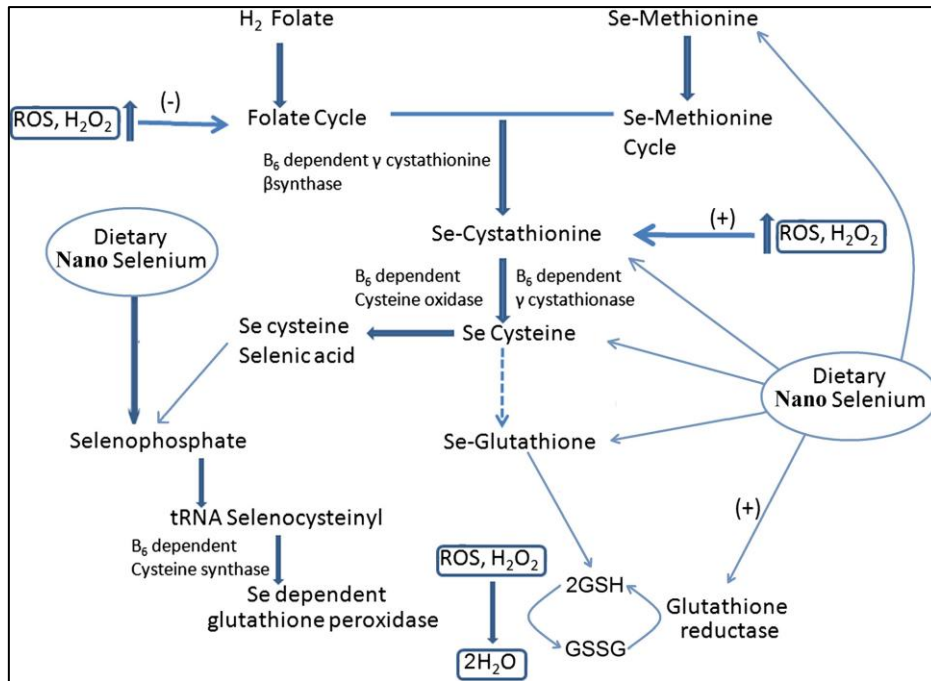 H₂ Folate
Se-Methionine
(-)
ROS, H₂O₂
Folate Cycle
Se-Methionine
Cycle
B₆ dependent γ cystathionine
βsynthase
Dietary
Nano Selenium
Se-Cystathionine
(+)
ROS, H₂O₂
B₆ dependent
Cysteine oxidase
B₆ dependent
γ cystathionase
Se cysteine
Selenic acid
Se Cysteine
Dietary
Nano Selenium
Selenophosphate
Se-Glutathione
(+)
tRNA Selenocysteinyl
B₆ dependent
Cysteine synthase
Se dependent
glutathione peroxidase
ROS, H₂O₂
2H₂O
2GSH
GSSG
Glutathione
reductase